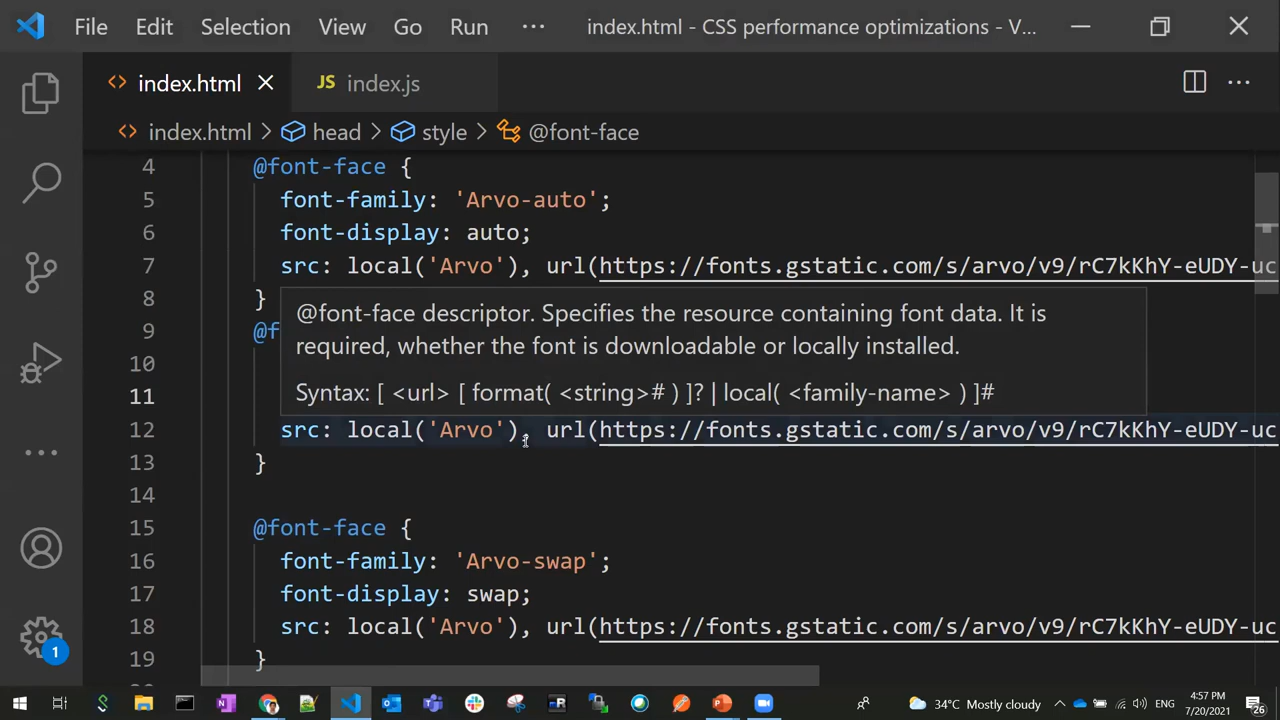 File Edit Selection View Go Run ··· index.html - CSS performance optimizations - V...
index.html JS index.js
index.html > head > style > @font-face
4 @font-face {
5 font-family: 'Arvo-auto';
6 font-display: auto;
7 src: local('Arvo'), url(https://fonts.gstatic.com/s/arvo/v9/rC7kKhY-eUDY-uc
8 }
9 @f
@font-face descriptor. Specifies the resource containing font data. It is
10
required, whether the font is downloadable or locally installed.
11
Syntax: [ <url> [ format( <string># ) ]? | local( <family-name> ) ]#
12 src: local('Arvo'), url(https://fonts.gstatic.com/s/arvo/v9/rC7kKhY-eUDY-uc
13 }
14
15 @font-face {
16 font-family: 'Arvo-swap';
17 font-display: swap;
18 src: local('Arvo'), url(https://fonts.gstatic.com/s/arvo/v9/rC7kKhY-eUDY-uc
19 }
1
34°C Mostly cloudy ENG 4:57 PM
7/20/2021
26